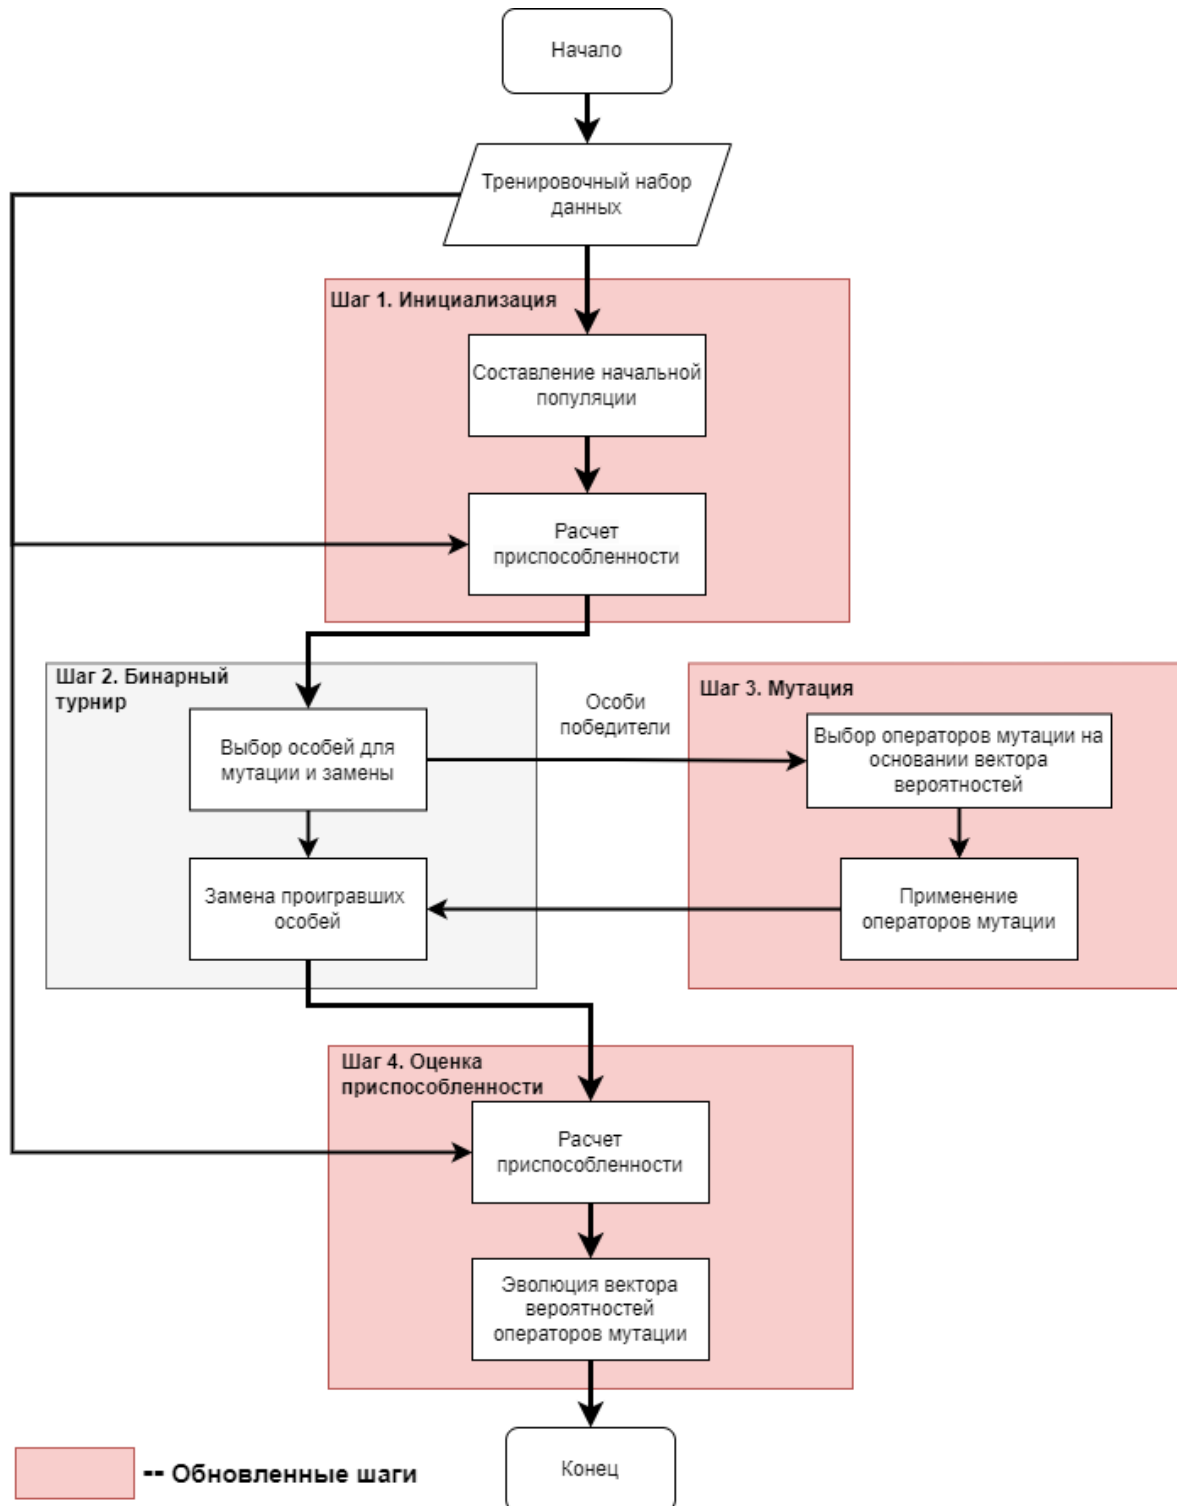 Начало
Тренировочный набор
данных
Шаг 1. Инициализация
Составление начальной
популяции
Расчет
приспособленности
Шаг 2. Бинарный
турнир
Выбор особей для
мутации и замены
Особи
победители
Шаг 3. Мутация
Выбор операторов мутации на
основании вектора
вероятностей
Замена проигравших
особей
Применение
операторов мутации
Шаг 4. Оценка
приспособленности
Расчет
приспособленности
Эволюция вектора
вероятностей
операторов мутации
Конец
-- Обновленные шаги